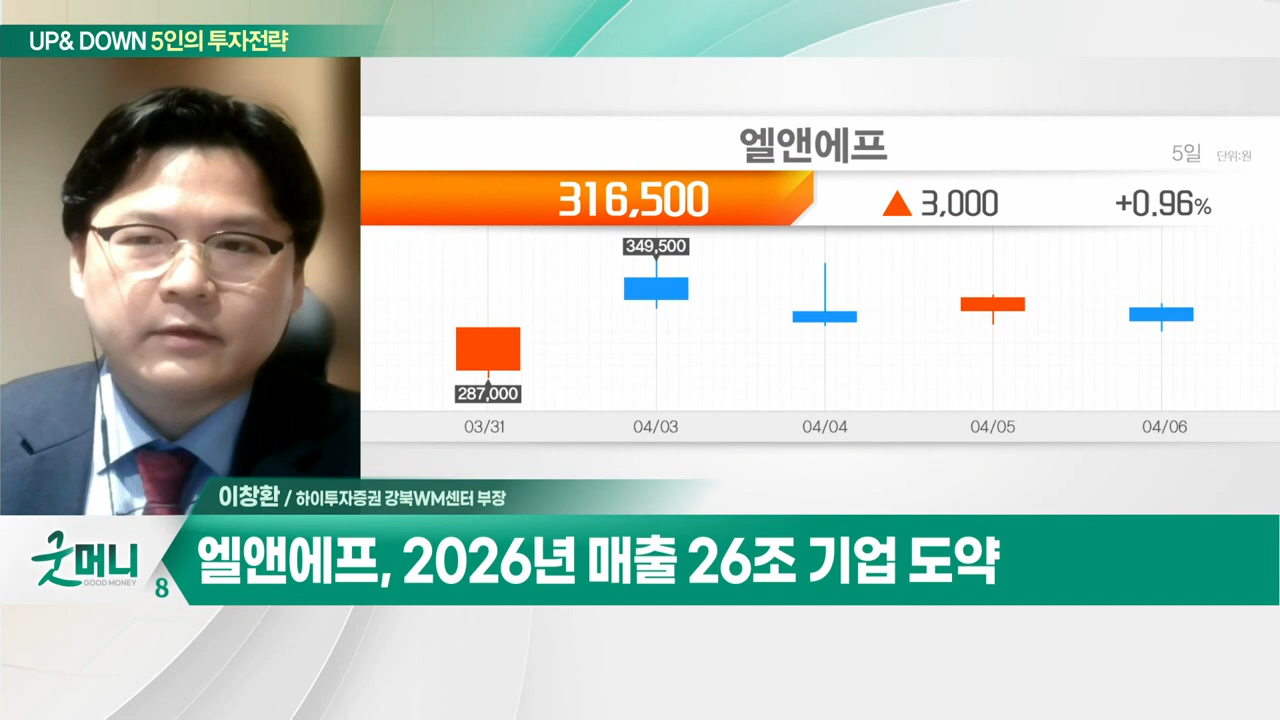 UP& DOWN 5인의 투자전략
엘앤에프
5일 단위:원
316,500 ▲ 3,000 +0.96%
349,500
287,000
03/31 04/03 04/04 04/05 04/06
이창환 / 하이투자증권 강북WM센터 부장
굿머니
GOOD MONEY
8
엘앤에프, 2026년 매출 26조 기업 도약